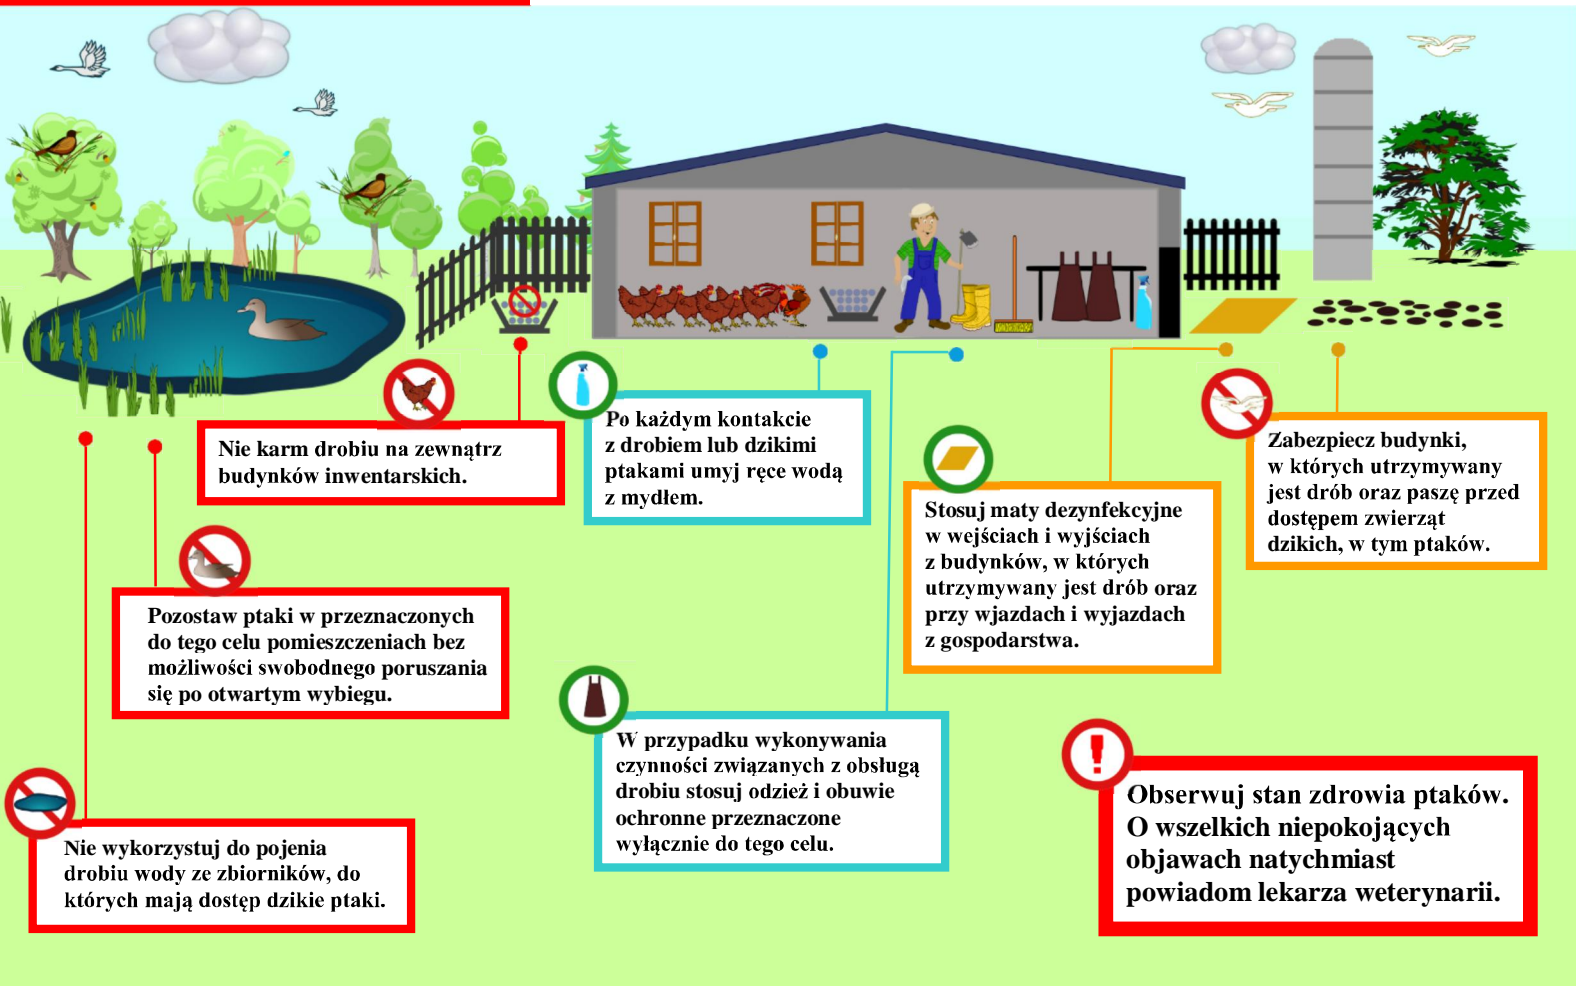 Nie karm drobiu na zewnątrz
budynków inwentarskich.
Po każdym kontakcie
z drobiem lub dzikimi
ptakami umyj ręce wodą
z mydłem.
Zabezpiecz budynki,
w których utrzymywany
jest drób oraz paszę przed
dostępem zwierząt
dzikich, w tym ptaków.
Stosuj maty dezynfekcyjne
w wejściach i wyjściach
z budynków, w których
utrzymywany jest drób oraz
przy wjazdach i wyjazdach
z gospodarstwa.
Pozostaw ptaki w przeznaczonych
do tego celu pomieszczeniach bez
możliwości swobodnego poruszania
się po otwartym wybiegu.
W przypadku wykonywania
czynności związanych z obsługą
drobiu stosuj odzież i obuwie
ochronne przeznaczone
wyłącznie do tego celu.
Nie wykorzystuj do pojenia
drobiu wody ze zbiorników, do
których mają dostęp dzikie ptaki.
Obserwuj stan zdrowia ptaków.
O wszelkich niepokojących
objawach natychmiast
powiadom lekarza weterynarii.